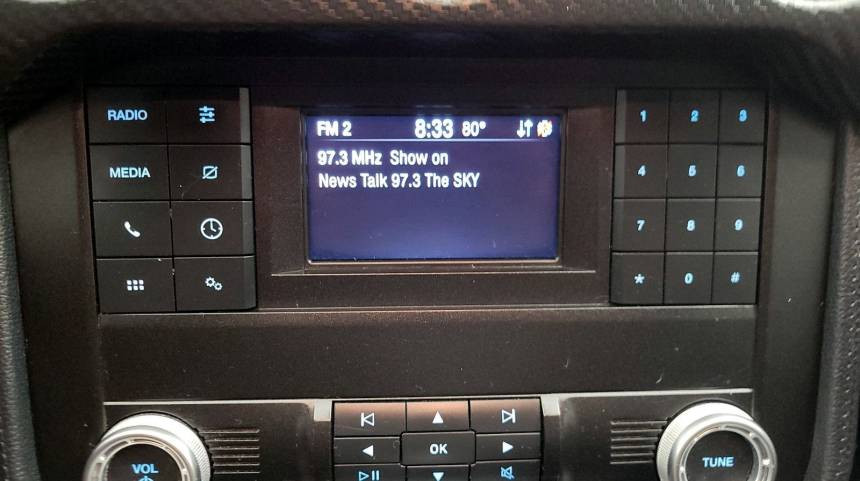 RADIO
MEDIA
FM 2 8:33 80°
97.3 MHz Show on
News Talk 97.3 The SKY
1 2 3
4 5 6
7 8 9
* 0 #
OK
VOL
TUNE